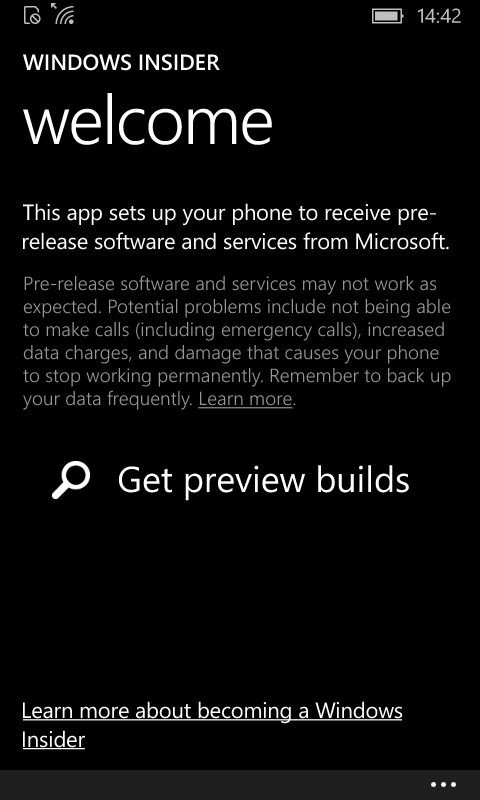 14:42
WINDOWS INSIDER
welcome
This app sets up your phone to receive pre-
release software and services from Microsoft.
Pre-release software and services may not work as
expected. Potential problems include not being able
to make calls (including emergency calls), increased
data charges, and damage that causes your phone
to stop working permanently. Remember to back up
your data frequently. Learn more.
Get preview builds
Learn more about becoming a Windows
Insider